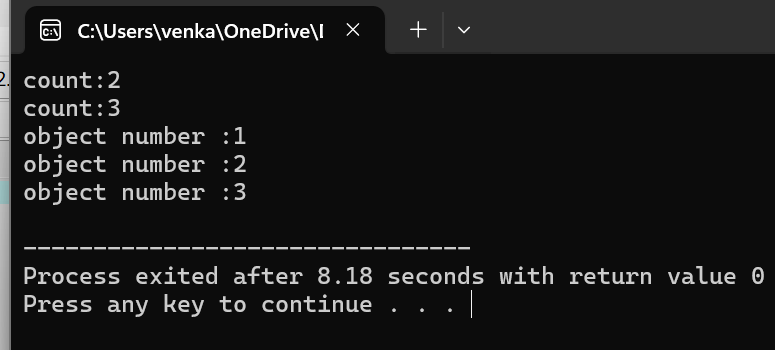 C:\Users\venka\OneDrive\I
2.
count:2
count:3
object number :1
object number :2
object number :3
--------------------------------
Process exited after 8.18 seconds with return value 0
Press any key to continue . . .